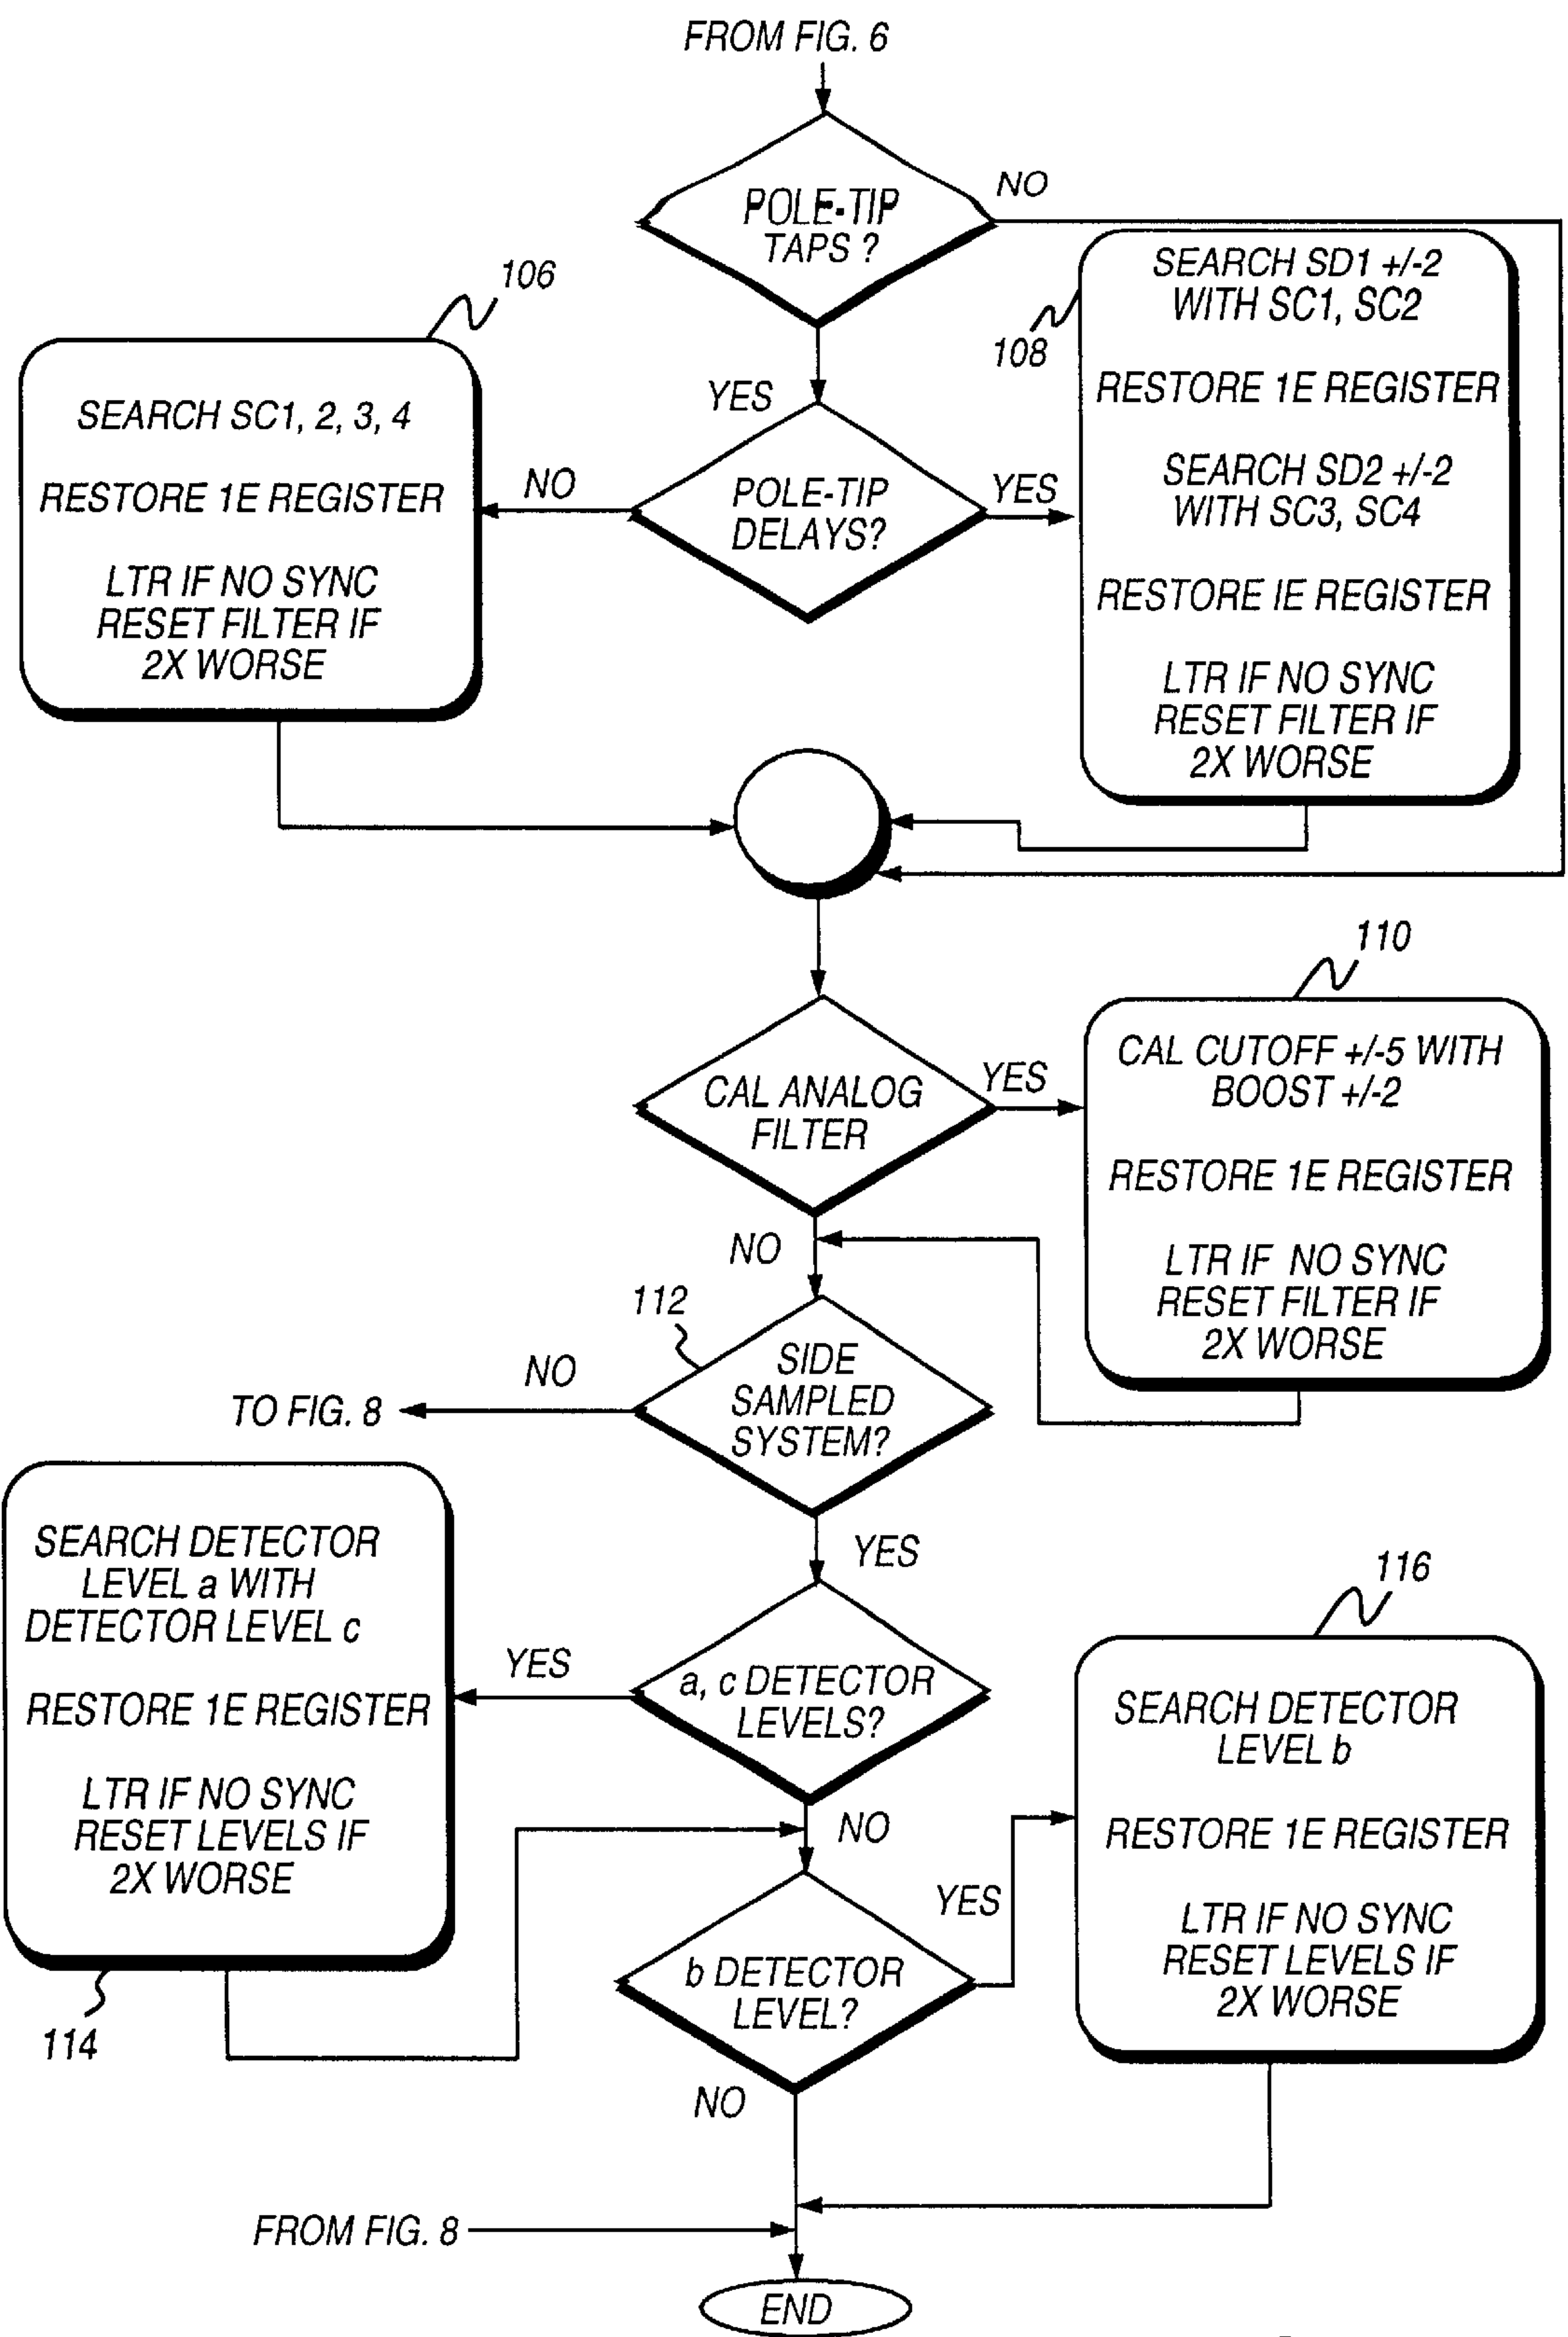 FROM FIG. 6
POLE-TIP
TAPS ?
NO
YES
106
SEARCH SC1, 2, 3, 4
RESTORE 1E REGISTER
LTR IF NO SYNC
RESET FILTER IF
2X WORSE
NO
POLE-TIP
DELAYS?
YES
108
SEARCH SD1 +/-2
WITH SC1, SC2
RESTORE 1E REGISTER
SEARCH SD2 +/-2
WITH SC3, SC4
RESTORE IE REGISTER
LTR IF NO SYNC
RESET FILTER IF
2X WORSE
CAL ANALOG
FILTER
YES
NO
110
CAL CUTOFF +/-5 WITH
BOOST +/-2
RESTORE 1E REGISTER
LTR IF NO SYNC
RESET FILTER IF
2X WORSE
112
SIDE
SAMPLED
SYSTEM?
NO
TO FIG. 8
YES
a, c DETECTOR
LEVELS?
YES
SEARCH DETECTOR
LEVEL a WITH
DETECTOR LEVEL c
RESTORE 1E REGISTER
LTR IF NO SYNC
RESET LEVELS IF
2X WORSE
114
NO
b DETECTOR
LEVEL?
YES
116
SEARCH DETECTOR
LEVEL b
RESTORE 1E REGISTER
LTR IF NO SYNC
RESET LEVELS IF
2X WORSE
NO
FROM FIG. 8
END